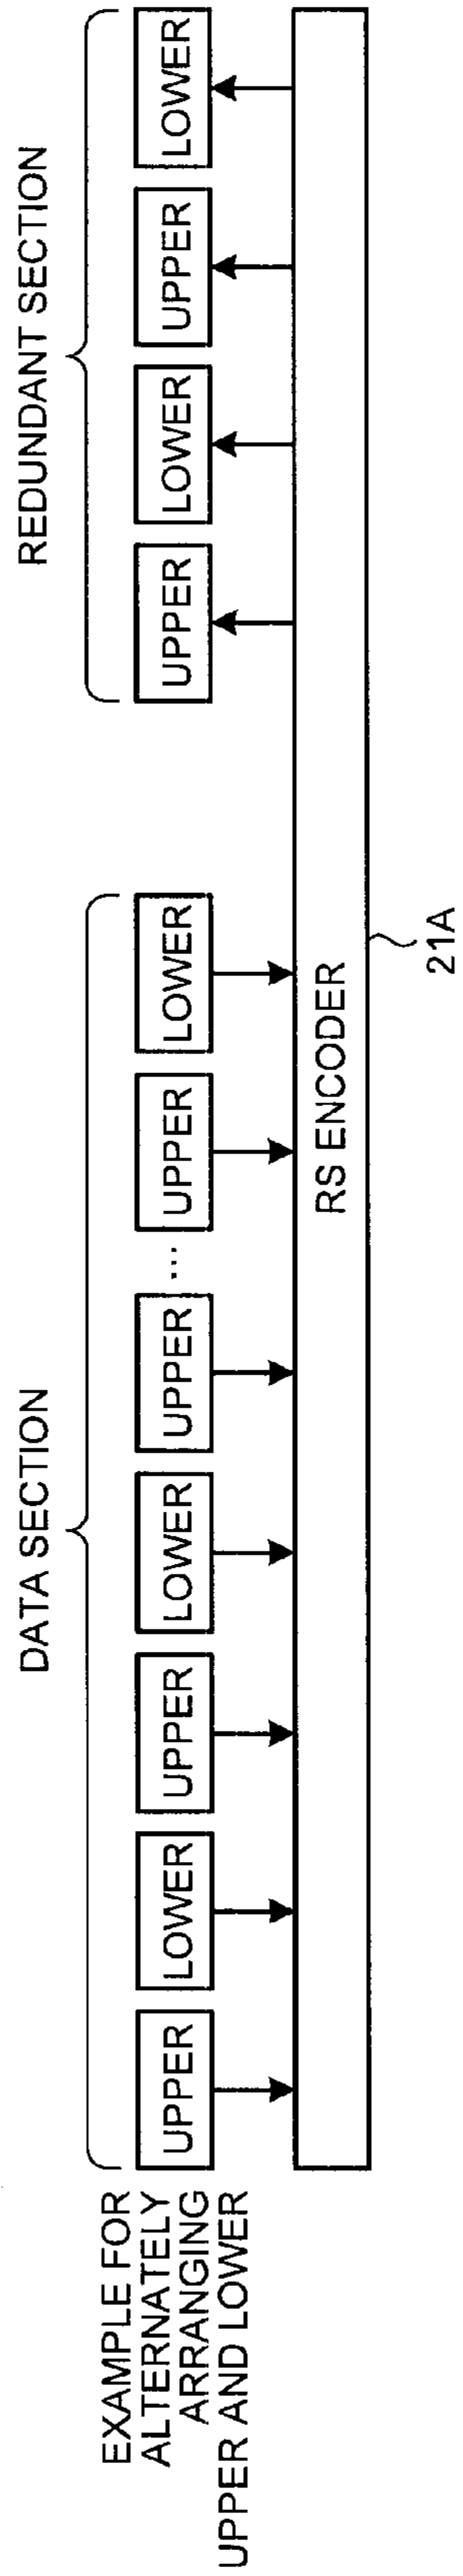 EXAMPLE FOR
ALTERNATELY
ARRANGING
UPPER AND LOWER
DATA SECTION
UPPER
LOWER
UPPER
LOWER
UPPER
...
UPPER
LOWER
REDUNDANT SECTION
UPPER
LOWER
UPPER
LOWER
RS ENCODER
21A